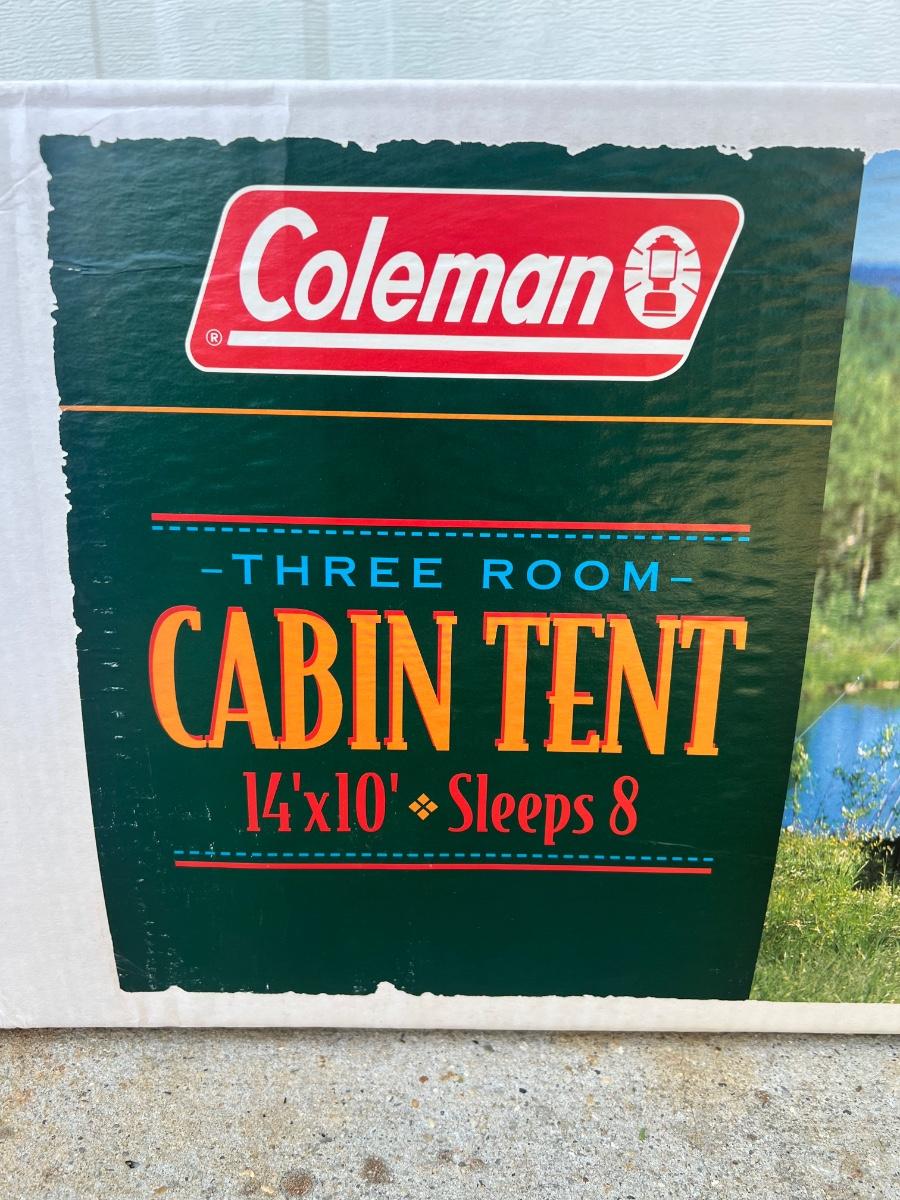 Coleman
®
-THREE ROOM-
CABIN TENT
14'x10' ❖ Sleeps 8